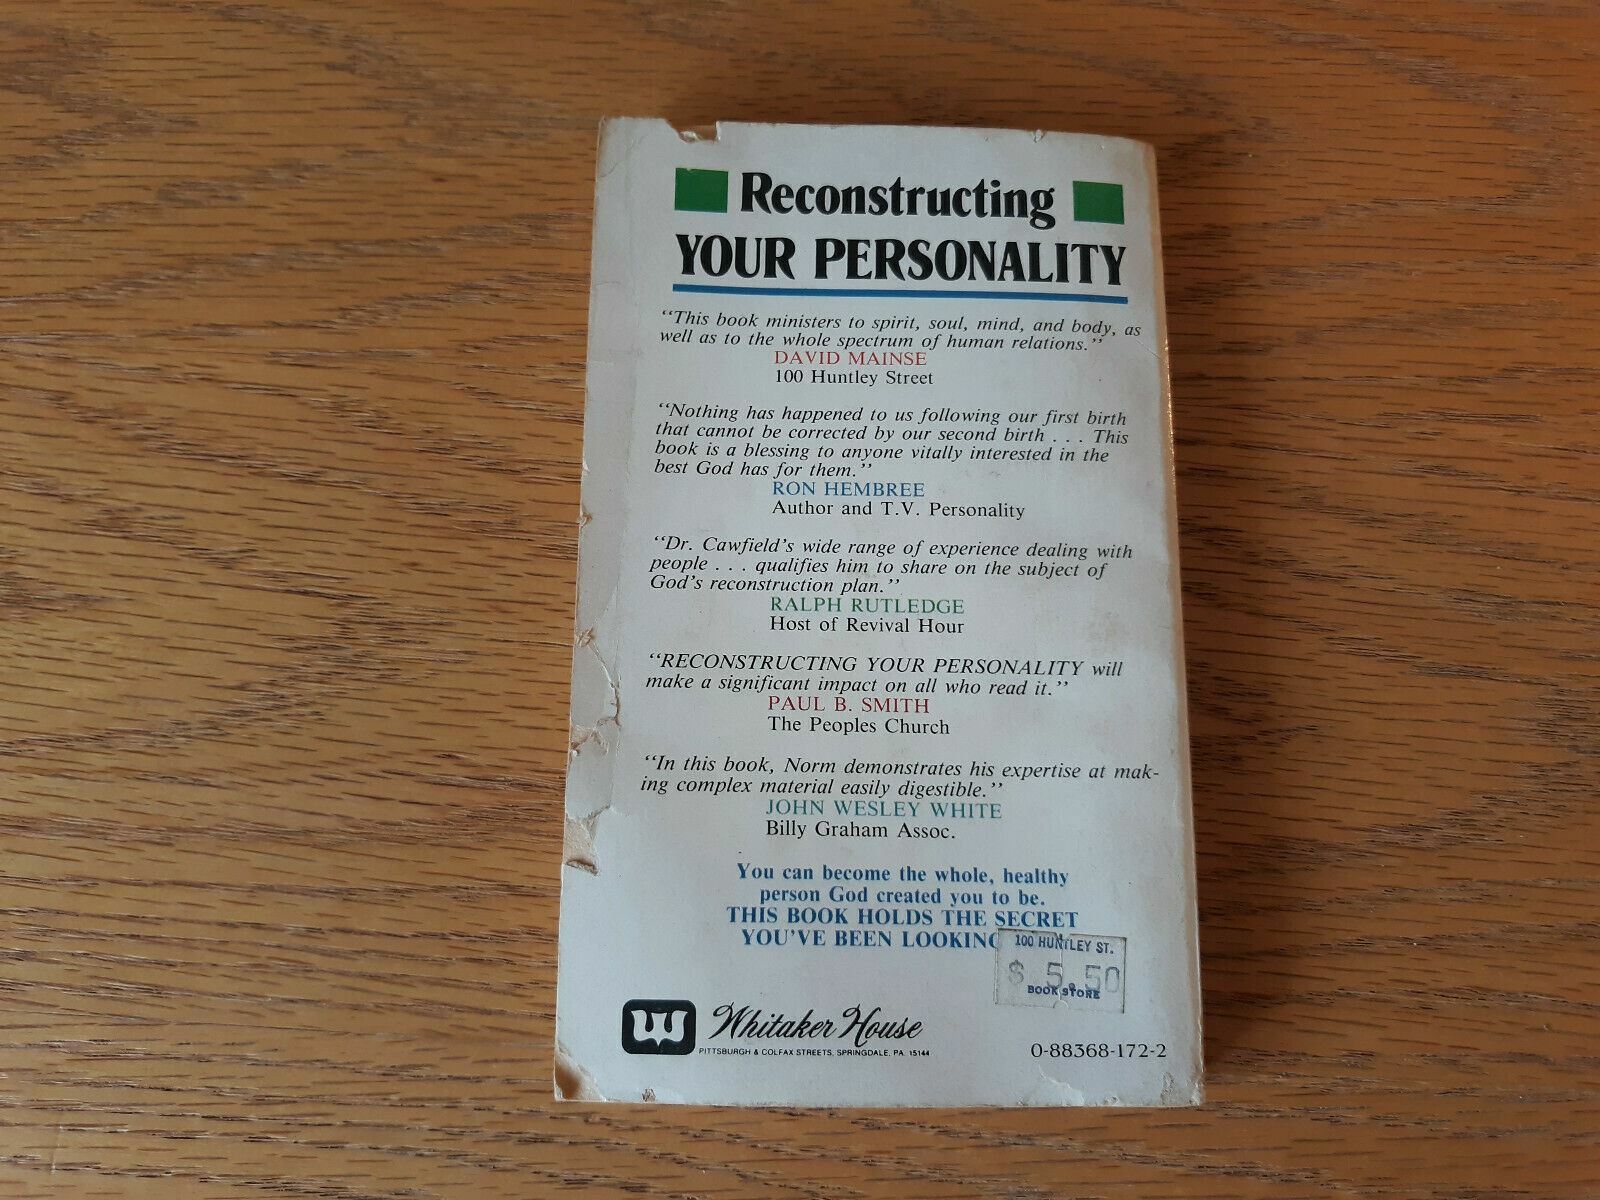 Reconstructing
YOUR PERSONALITY
"This book ministers to spirit, soul, mind, and body, as
well as to the whole spectrum of human relations."
DAVID MAINSE
100 Huntley Street
"Nothing has happened to us following our first birth
that cannot be corrected by our second birth . . . This
book is a blessing to anyone vitally interested in the
best God has for them."
RON HEMBREE
Author and T.V. Personality
"Dr. Cawfield's wide range of experience dealing with
people . . . qualifies him to share on the subject of
God's reconstruction plan."
RALPH RUTLEDGE
Host of Revival Hour
"RECONSTRUCTING YOUR PERSONALITY will
make a significant impact on all who read it."
PAUL B. SMITH
The Peoples Church
"In this book, Norm demonstrates his expertise at mak-
ing complex material easily digestible."
JOHN WESLEY WHITE
Billy Graham Assoc.
You can become the whole, healthy
person God created you to be.
THIS BOOK HOLDS THE SECRET
YOU'VE BEEN LOOKING
100 HUNTLEY ST.
$ 5.50
BOOK STORE
Whitaker House
PITTSBURGH & COLFAX STREETS, SPRINGDALE, PA 15144
0-88368-172-2